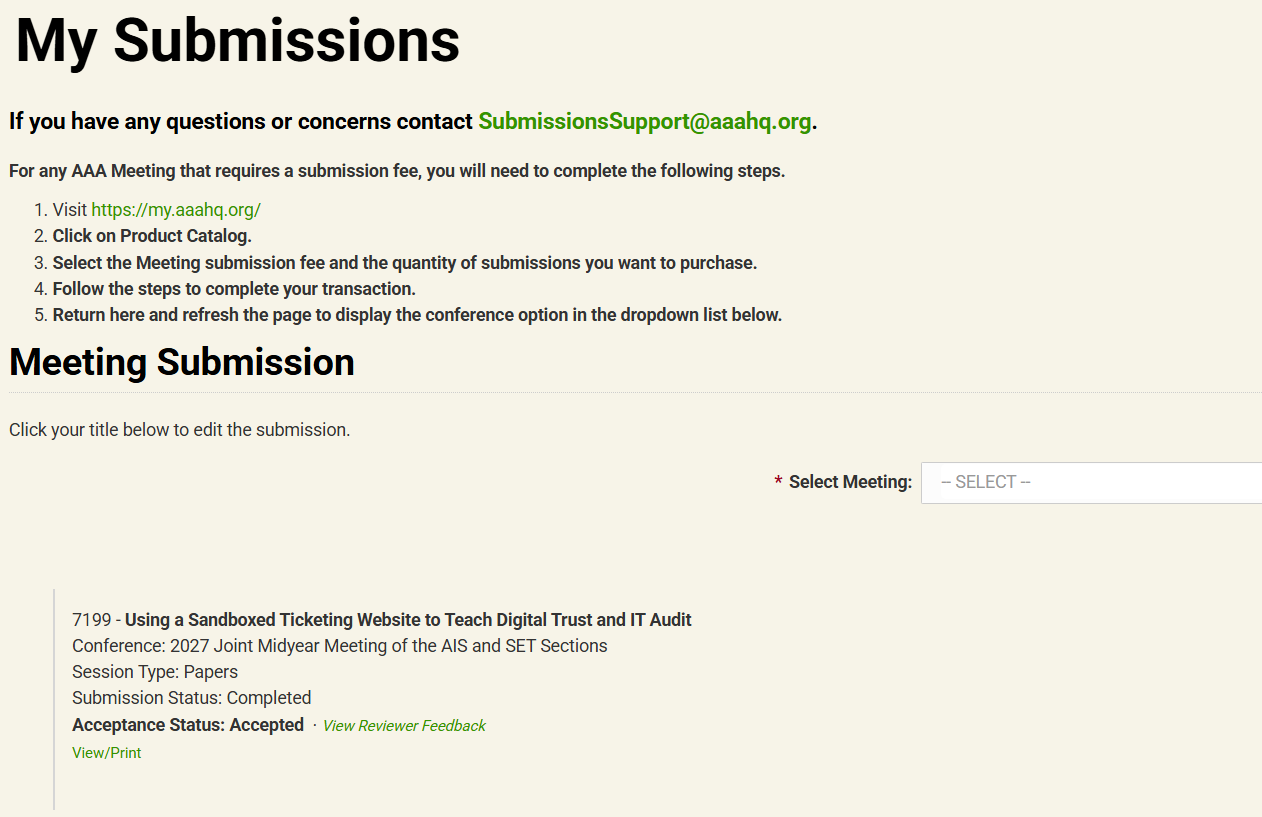 My Submissions
If you have any questions or concerns contact SubmissionsSupport@aaahq.org.
For any AAA Meeting that requires a submission fee, you will need to complete the following steps.
1. Visit https://my.aaahq.org/
2. Click on Product Catalog.
3. Select the Meeting submission fee and the quantity of submissions you want to purchase.
4. Follow the steps to complete your transaction.
5. Return here and refresh the page to display the conference option in the dropdown list below.
Meeting Submission
Click your title below to edit the submission.
* Select Meeting: -- SELECT --
7199 - Using a Sandboxed Ticketing Website to Teach Digital Trust and IT Audit
Conference: 2027 Joint Midyear Meeting of the AIS and SET Sections
Session Type: Papers
Submission Status: Completed
Acceptance Status: Accepted · View Reviewer Feedback
View/Print